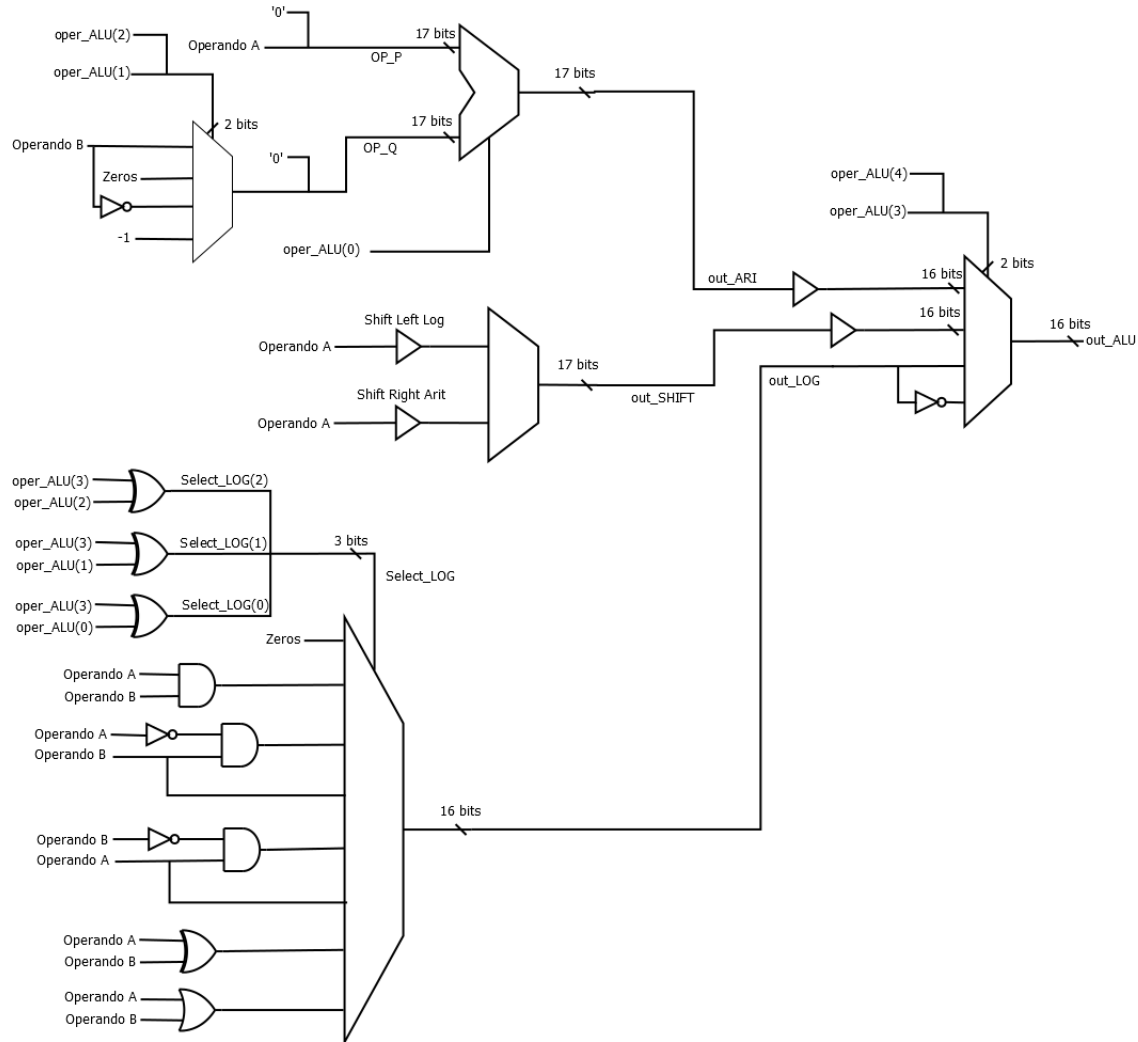 '0'
oper_ALU(2)
Operando A
17 bits
OP_P
oper_ALU(1)
17 bits
2 bits
17 bits
Operando B
OP_Q
'0'
Zeros
-1
oper_ALU(0)
oper_ALU(4)
oper_ALU(3)
2 bits
out_ARI
16 bits
16 bits
16 bits
out_ALU
Shift Left Log
Operando A
17 bits
Shift Right Arit
out_SHIFT
Operando A
out_LOG
oper_ALU(3)
Select_LOG(2)
oper_ALU(2)
oper_ALU(3)
Select_LOG(1)
3 bits
oper_ALU(1)
Select_LOG
oper_ALU(3)
Select_LOG(0)
oper_ALU(0)
Zeros
Operando A
Operando B
Operando A
Operando B
16 bits
Operando B
Operando A
Operando A
Operando B
Operando A
Operando B